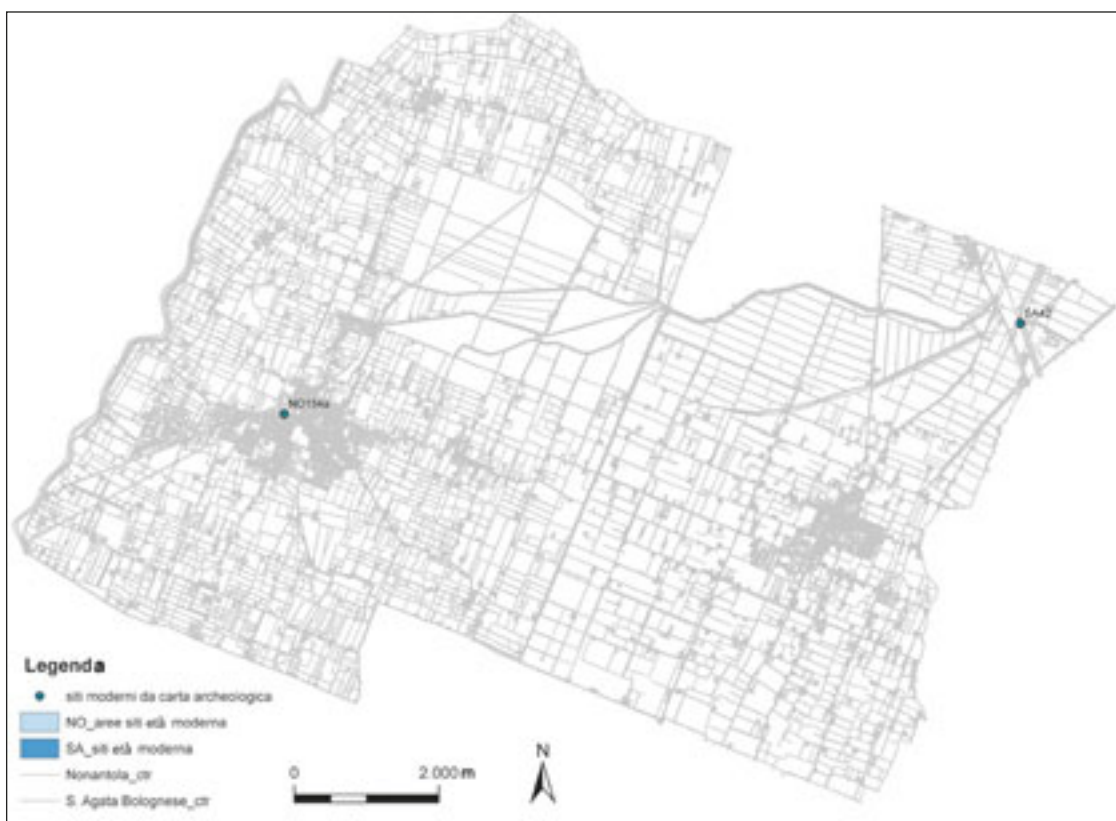 SA42
Legenda
siti moderni da carta archeologica
NO_aree siti età moderna
SA_siti età moderna
Nonantola_ctr
S. Agata Bolognese_ctr
0 2.000 m
N